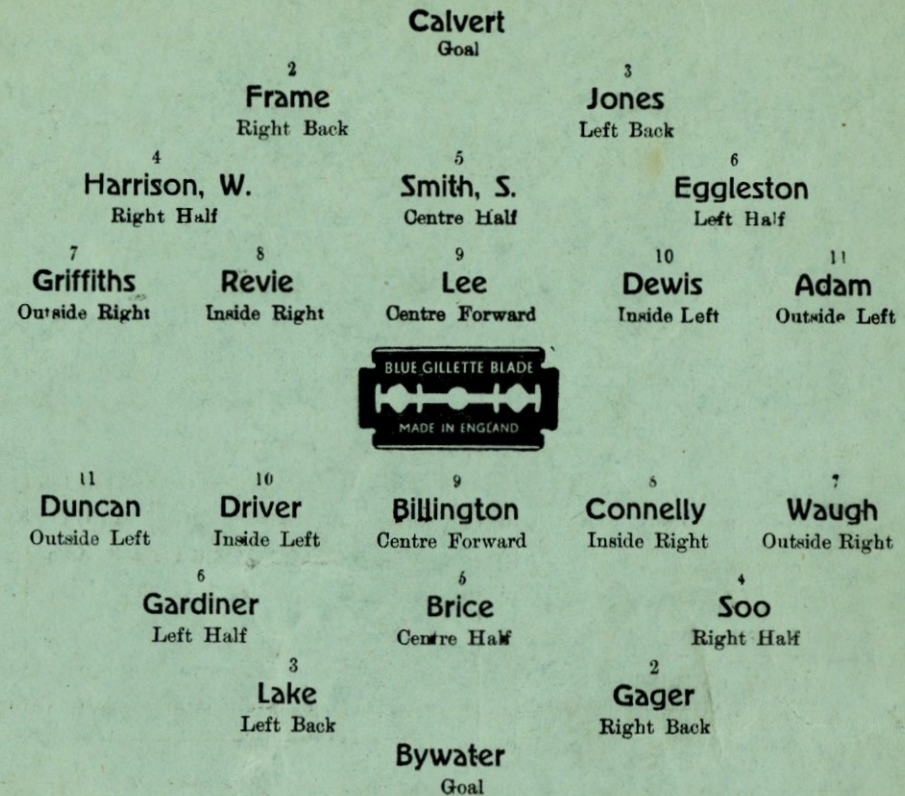 Calvert
Goal
2 3
Frame Jones
Right Back Left Back
4 5 6
Harrison, W. Smith, S. Eggleston
Right Half Centre Half Left Half
7 8 9 10 11
Griffiths Revie Lee Dewis Adam
Outside Right Inside Right Centre Forward Inside Left Outside Left
BLUE GILLETTE BLADE
MADE IN ENGLAND
11 10 9 8 7
Duncan Driver Billington Connelly Waugh
Outside Left Inside Left Centre Forward Inside Right Outside Right
6 5 4
Gardiner Brice Soo
Left Half Centre Half Right Half
3 2
Lake Gager
Left Back Right Back
Bywater
Goal